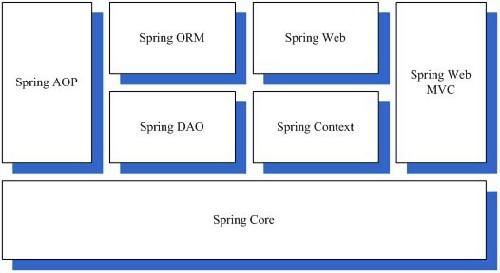 Spring AOP
Spring ORM
Spring Web
Spring Web
MVC
Spring DAO
Spring Context
Spring Core